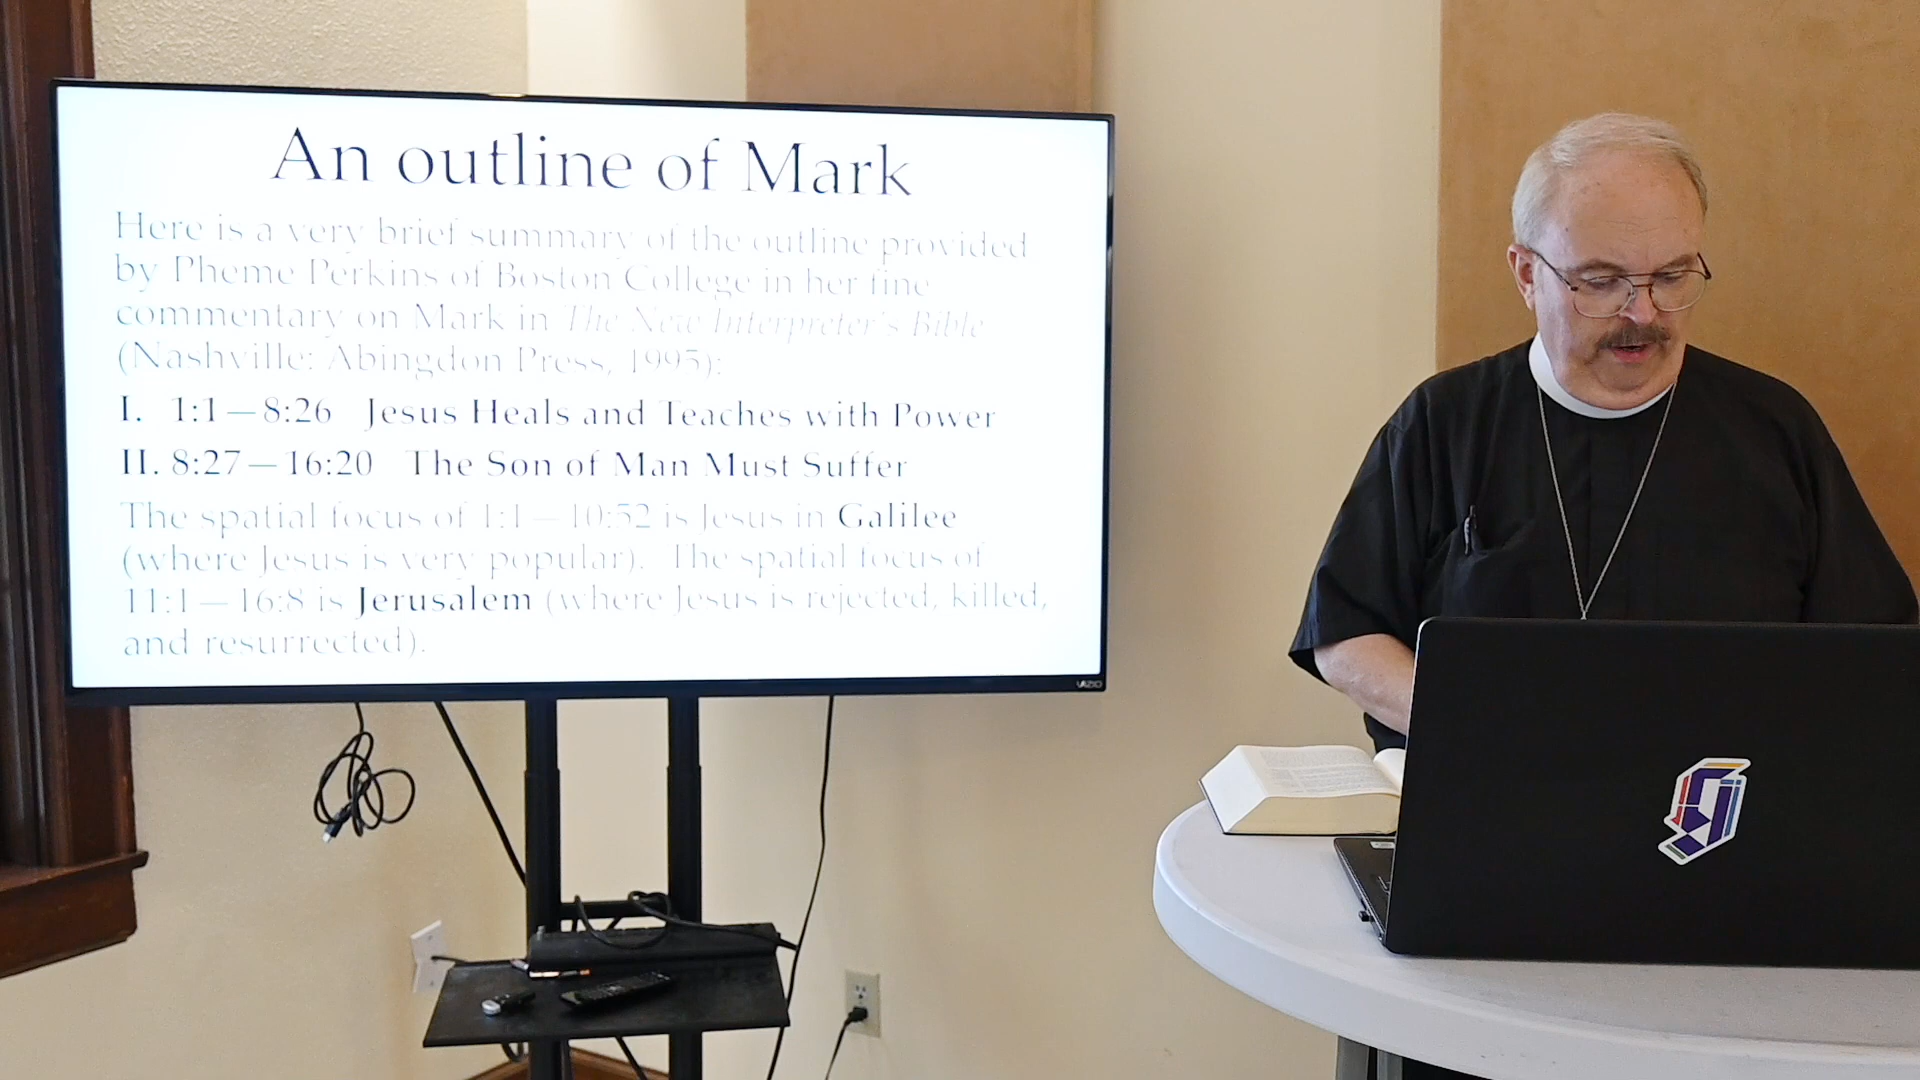 An outline of Mark
Here is a very brief summary of the outline provided
by Pheme Perkins of Boston College in her fine
commentary on Mark in The New Interpreter's Bible
(Nashville: Abingdon Press, 1995):
I. 1:1—8:26 Jesus Heals and Teaches with Power
II. 8:27—16:20 The Son of Man Must Suffer
The spatial focus of 1:1—10:52 is Jesus in Galilee
(where Jesus is very popular). The spatial focus of
11:1—16:8 is Jerusalem (where Jesus is rejected, killed,
and resurrected).
VIZIO